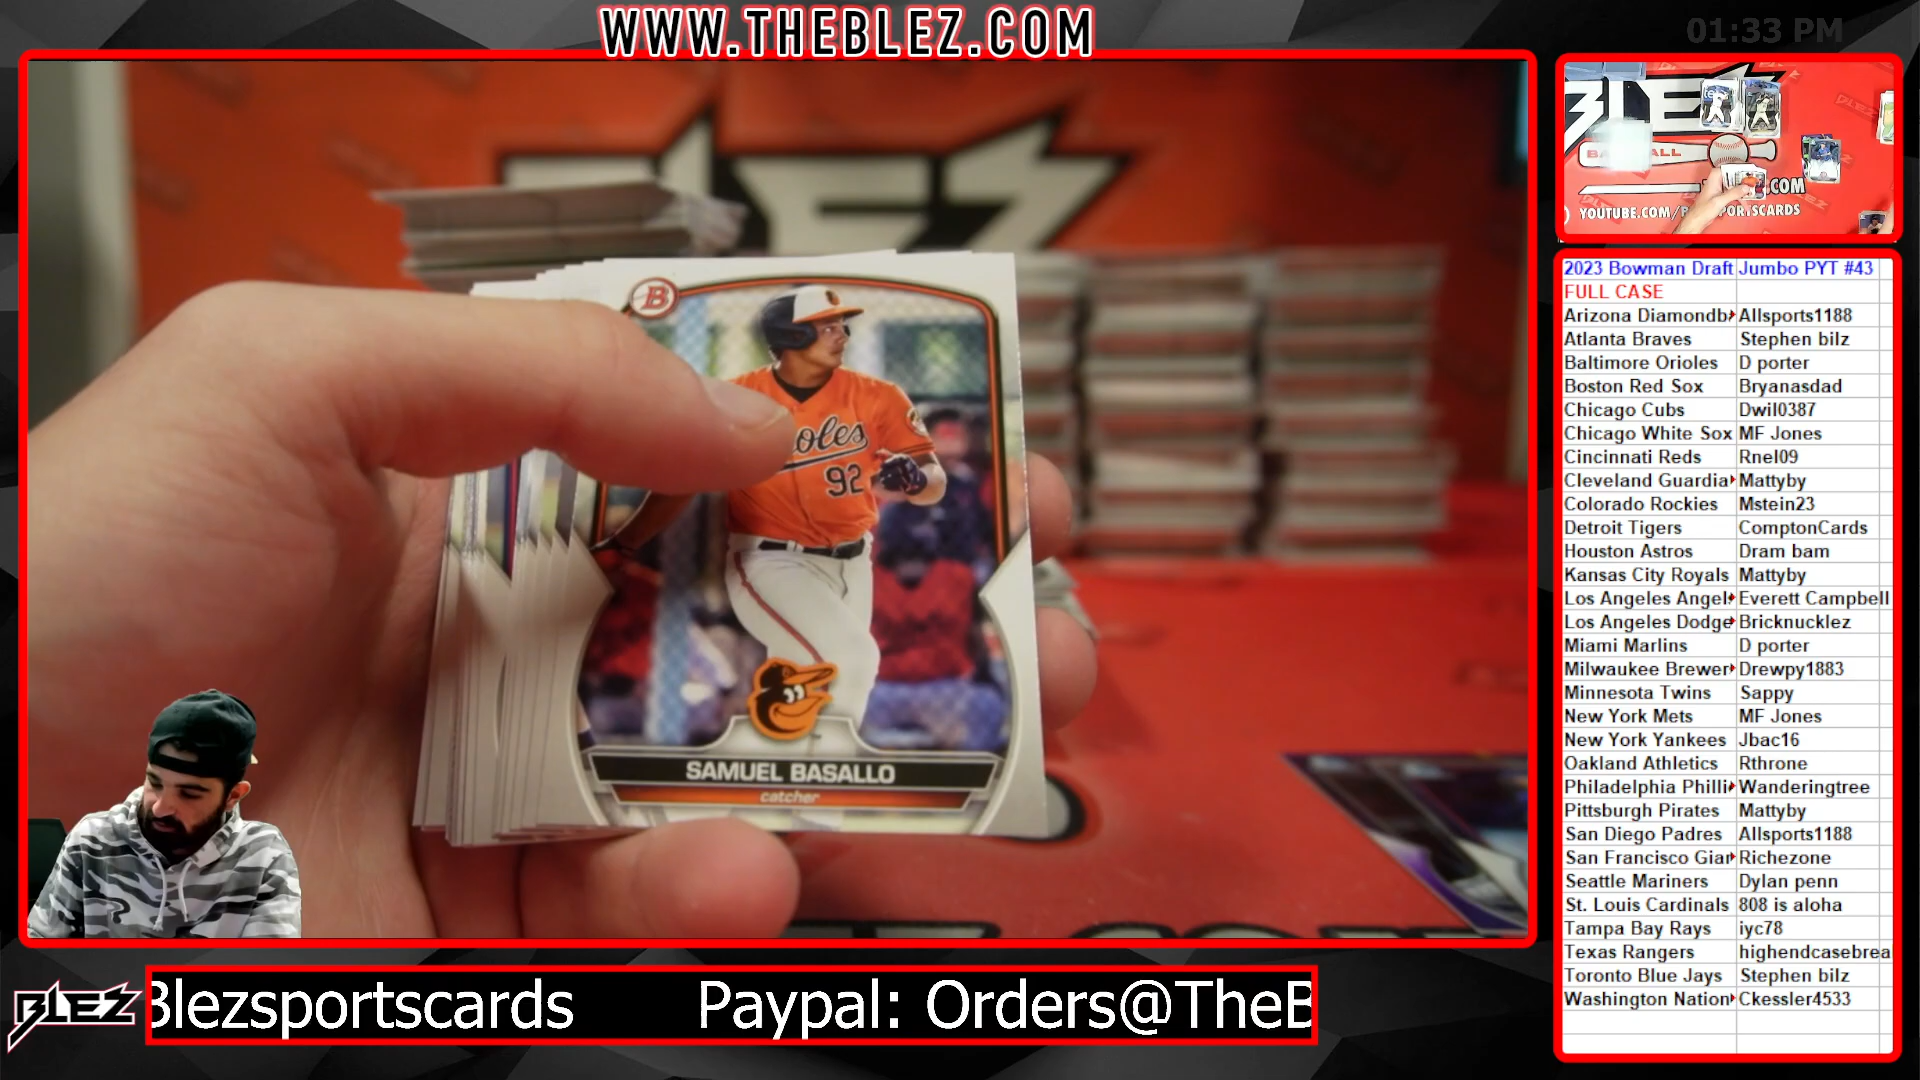 WWW.THEBLEZ.COM
01:33 PM
BLEZ
YOUTUBE.COM/
2023 Bowman Draft Jumbo PYT #43
FULL CASE
Arizona Diamondb Allsports1188
Atlanta Braves Stephen bilz
Baltimore Orioles D porter
Boston Red Sox Bryanasdad
Chicago Cubs Dwil0387
Chicago White Sox MF Jones
Cincinnati Reds Rnel09
Cleveland Guardia Mattyby
Colorado Rockies Mstein23
Detroit Tigers ComptonCards
Houston Astros Dram bam
Kansas City Royals Mattyby
Los Angeles Angel Everett Campbell
Los Angeles Dodge Bricknucklez
Miami Marlins D porter
Milwaukee Brewer Drewpy1883
Minnesota Twins Sappy
New York Mets MF Jones
New York Yankees Jbac16
Oakland Athletics Rthrone
Philadelphia Philli Wanderingtree
Pittsburgh Pirates Mattyby
San Diego Padres Allsports1188
San Francisco Gian Richezone
Seattle Mariners Dylan penn
St. Louis Cardinals 808 is aloha
Tampa Bay Rays iyc78
Texas Rangers highendcasebrea
Toronto Blue Jays Stephen bilz
Washington Nation Ckessler4533
B
oles
92
SAMUEL BASALLO
catcher
BLEZ
Blezsportscards Paypal: Orders@TheB